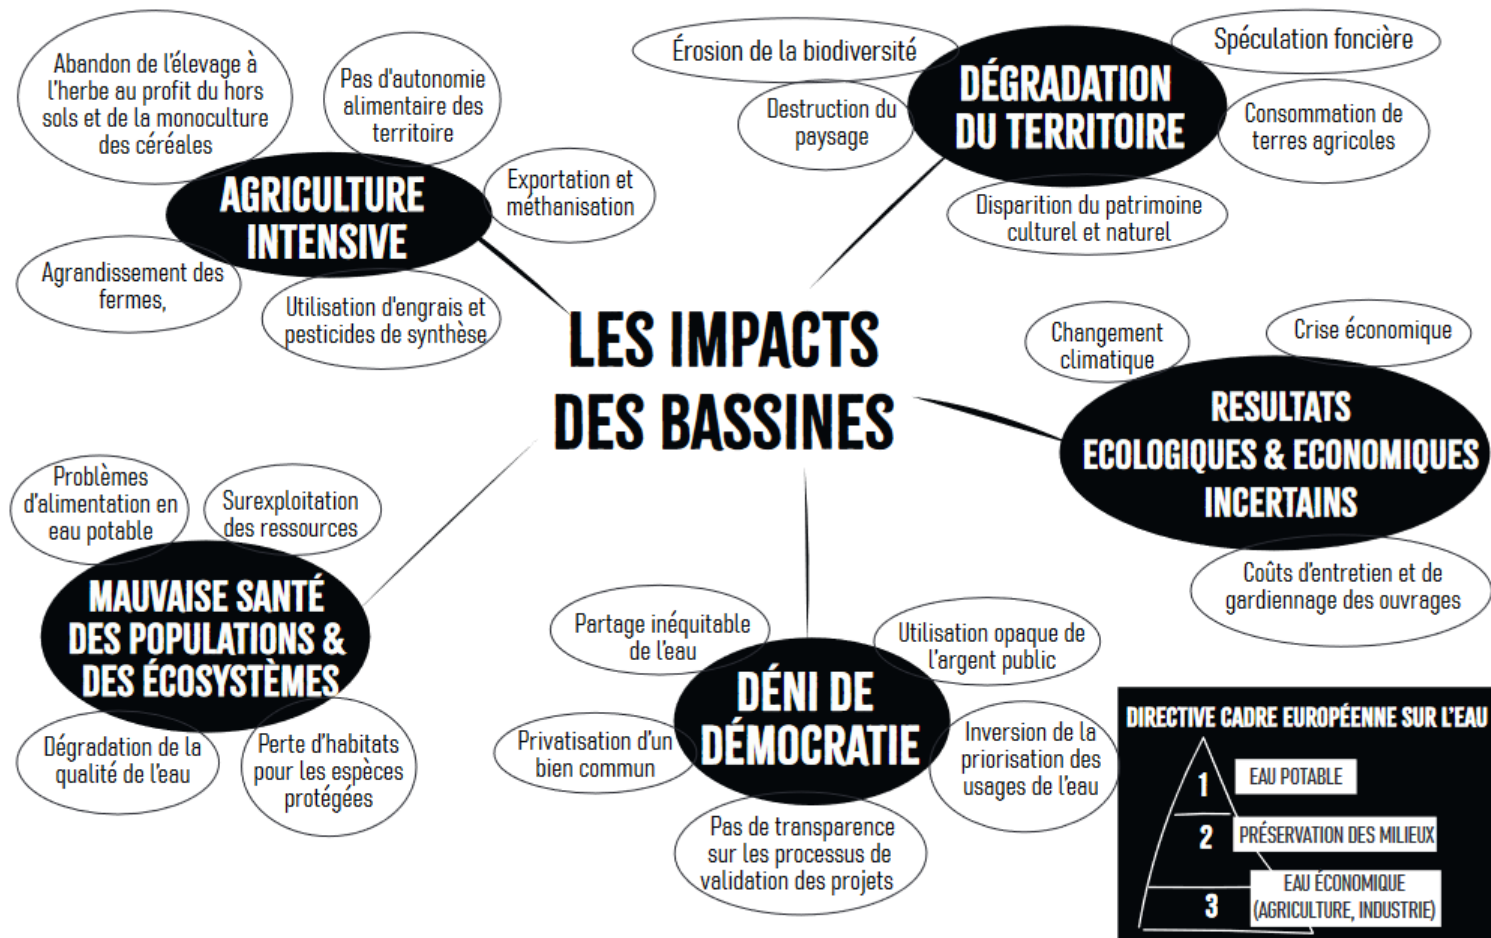 Abandon de l'élevage à
l'herbe au profit du hors
sols et de la monoculture
des céréales
Pas d'autonomie
alimentaire des
territoire
Exportation et
méthanisation
AGRICULTURE
INTENSIVE
Agrandissement des
fermes,
Utilisation d'engrais et
pesticides de synthèse
Érosion de la biodiversité
Spéculation foncière
Destruction du
paysage
DÉGRADATION
DU TERRITOIRE
Consommation de
terres agricoles
Disparition du patrimoine
culturel et naturel
LES IMPACTS
DES BASSINES
Changement
climatique
Crise économique
RESULTATS
ECOLOGIQUES & ECONOMIQUES
INCERTAINS
Coûts d'entretien et de
gardiennage des ouvrages
Problèmes
d'alimentation en
eau potable
Surexploitation
des ressources
MAUVAISE SANTÉ
DES POPULATIONS &
DES ÉCOSYSTÈMES
Dégradation de la
qualité de l'eau
Perte d'habitats
pour les espèces
protégées
Partage inéquitable
de l'eau
Utilisation opaque de
l'argent public
DÉNI DE
DÉMOCRATIE
Privatisation d'un
bien commun
Inversion de la
priorisation des
usages de l'eau
Pas de transparence
sur les processus de
validation des projets
DIRECTIVE CADRE EUROPÉENNE SUR L'EAU
1 EAU POTABLE
2 PRÉSERVATION DES MILIEUX
3 EAU ÉCONOMIQUE
(AGRICULTURE, INDUSTRIE)